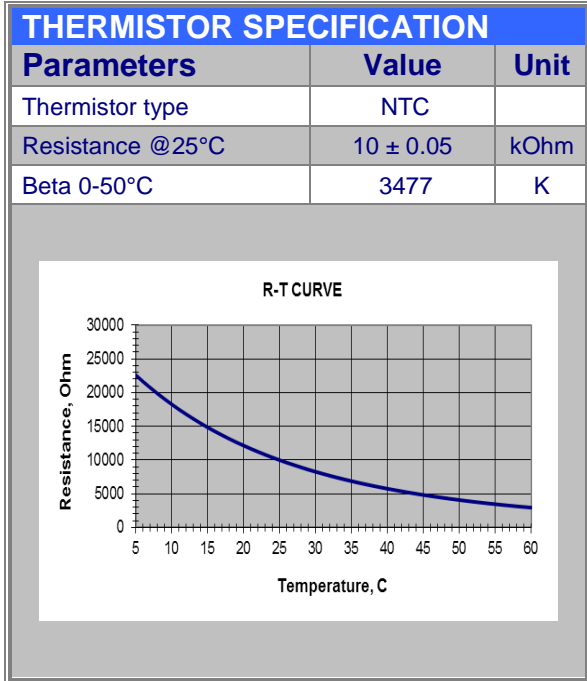 THERMISTOR SPECIFICATION
Parameters Value Unit
Thermistor type NTC
Resistance @25°C 10 ± 0.05 kOhm
Beta 0-50°C 3477 K
R-T CURVE
Resistance, Ohm
30000
25000
20000
15000
10000
5000
0
5 10 15 20 25 30 35 40 45 50 55 60
Temperature, C